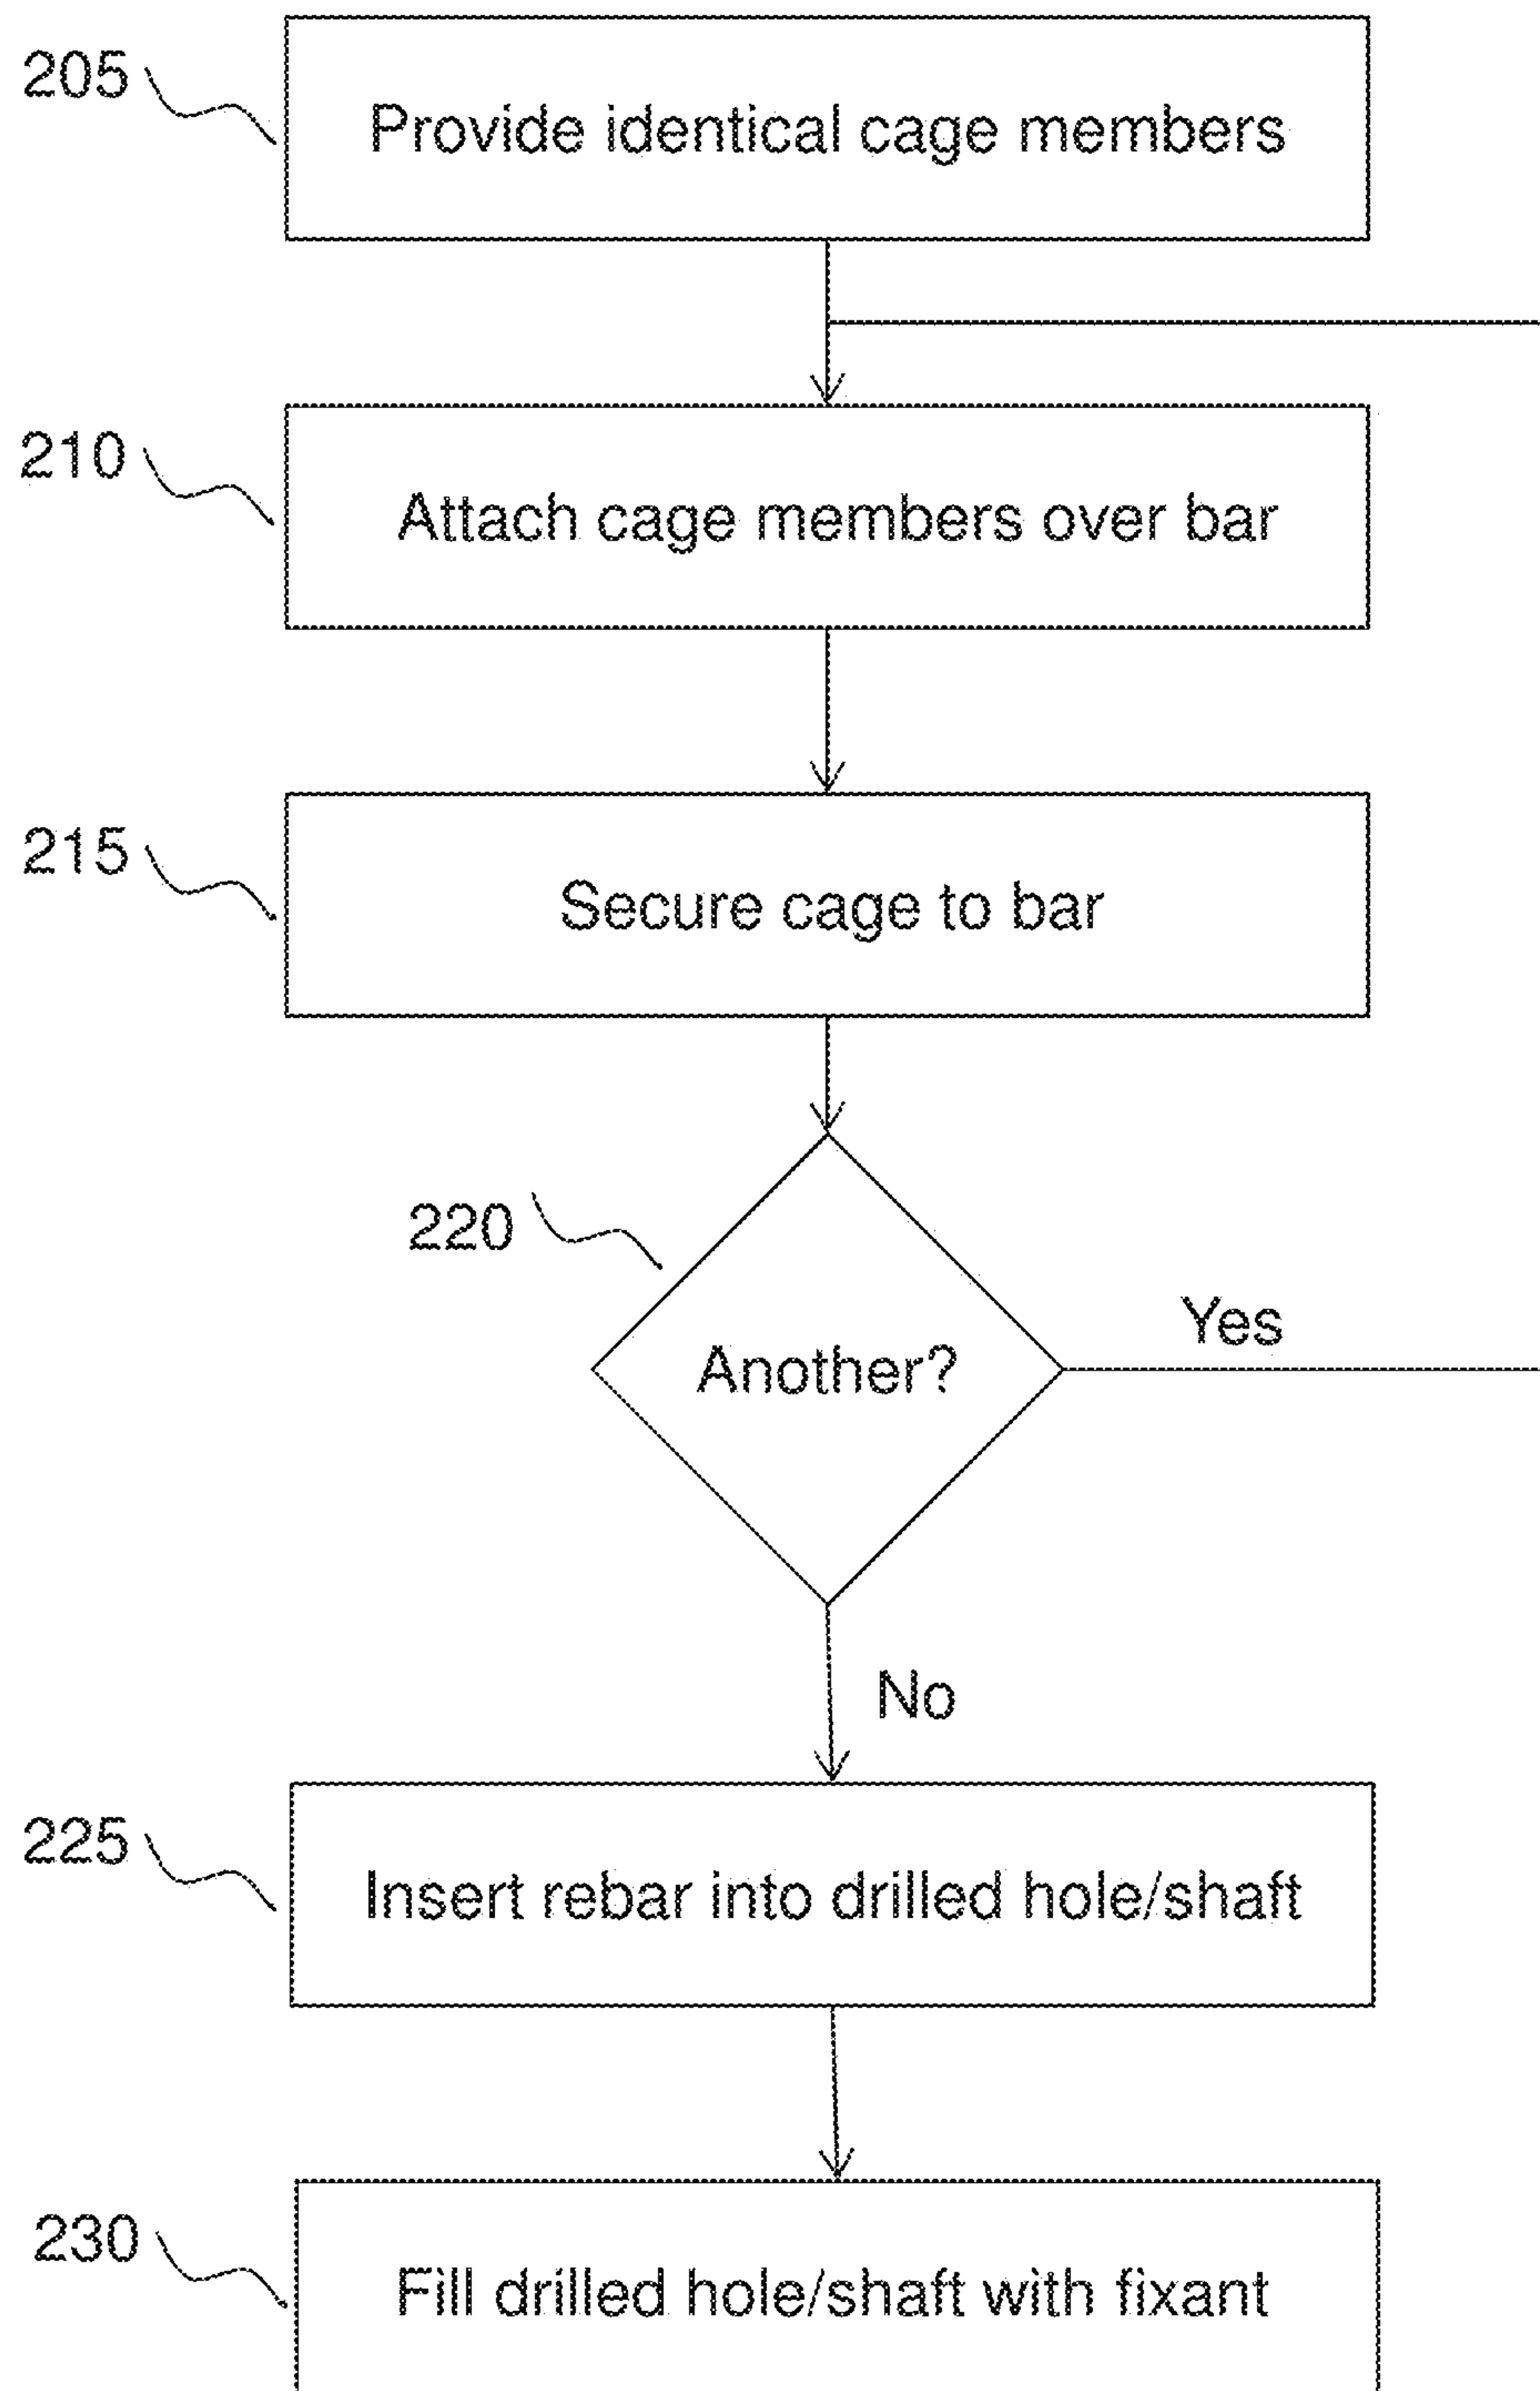 205
Provide identical cage members
210
Attach cage members over bar
215
Secure cage to bar
220
Another?
Yes
No
225
Insert rebar into drilled hole/shaft
230
Fill drilled hole/shaft with fixant